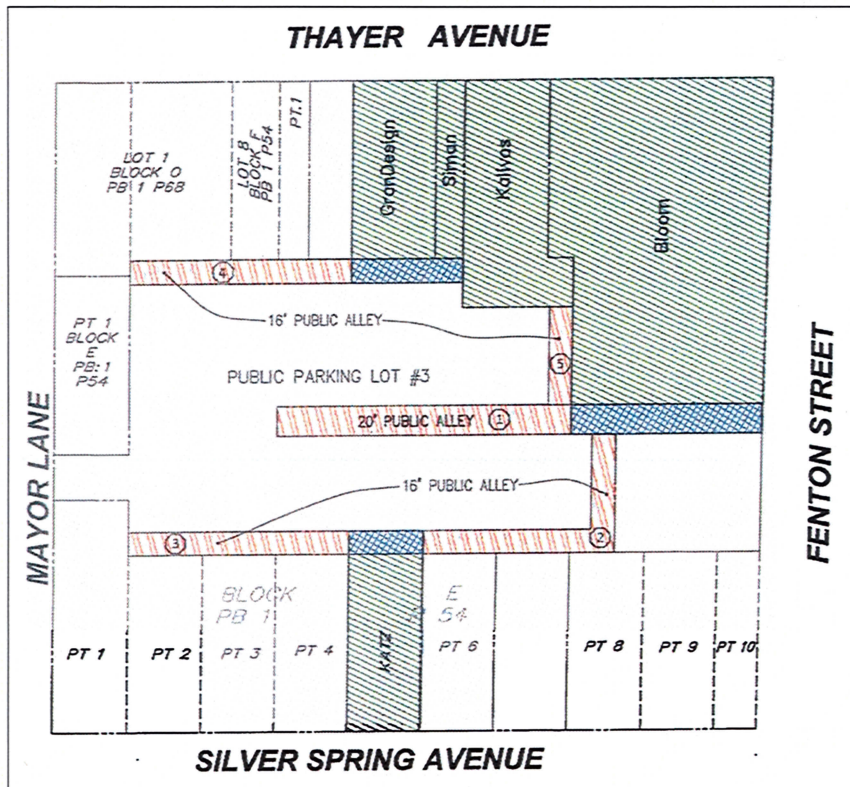 THAYER AVENUE
LOT 1
BLOCK O
PB 1 P68
LOT B
BLOCK F
PB 1 P54
PT.1
GranDesign
Siman
Kalivas
Bloom
4
16' PUBLIC ALLEY
PT 1
BLOCK
E
PB: 1
P54
5
PUBLIC PARKING LOT #3
20' PUBLIC ALLEY 1
16' PUBLIC ALLEY
MAYOR LANE
FENTON STREET
3
2
BLOCK E
PB 1 P 54
PT 1
PT 2
PT 3
PT 4
KATZ
PT 6
PT 8
PT 9
PT 10
SILVER SPRING AVENUE